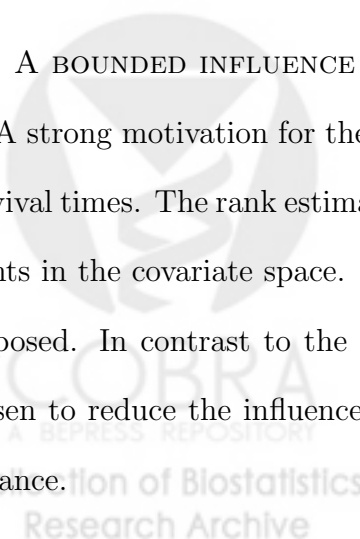 A BOUNDED INFLUENCE
A strong motivation for the
vival times. The rank estima
nts in the covariate space.
posed. In contrast to the
COBRA
sen to reduce the influence
A BEPRESS REPOSITORY
ance.
ection of Biostatistics
Research Archive